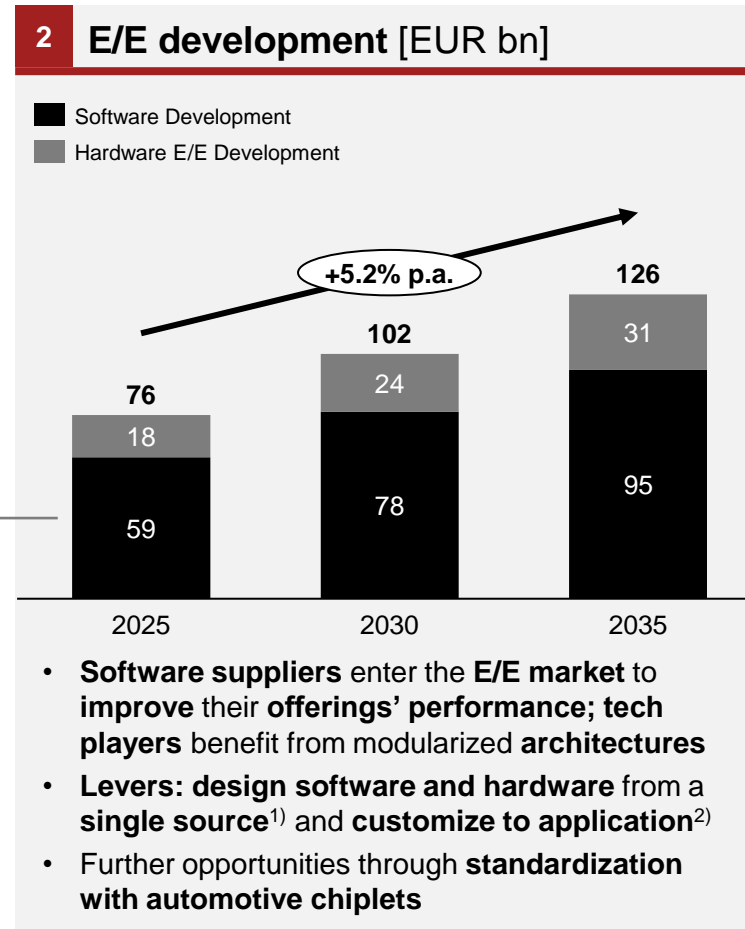 2 E/E development [EUR bn]
Software Development
Hardware E/E Development
+5.2% p.a.
76
18
59
102
24
78
126
31
95
2025 2030 2035
• Software suppliers enter the E/E market to
improve their offerings’ performance; tech
players benefit from modularized architectures
• Levers: design software and hardware from a
single source1) and customize to application2)
• Further opportunities through standardization
with automotive chiplets